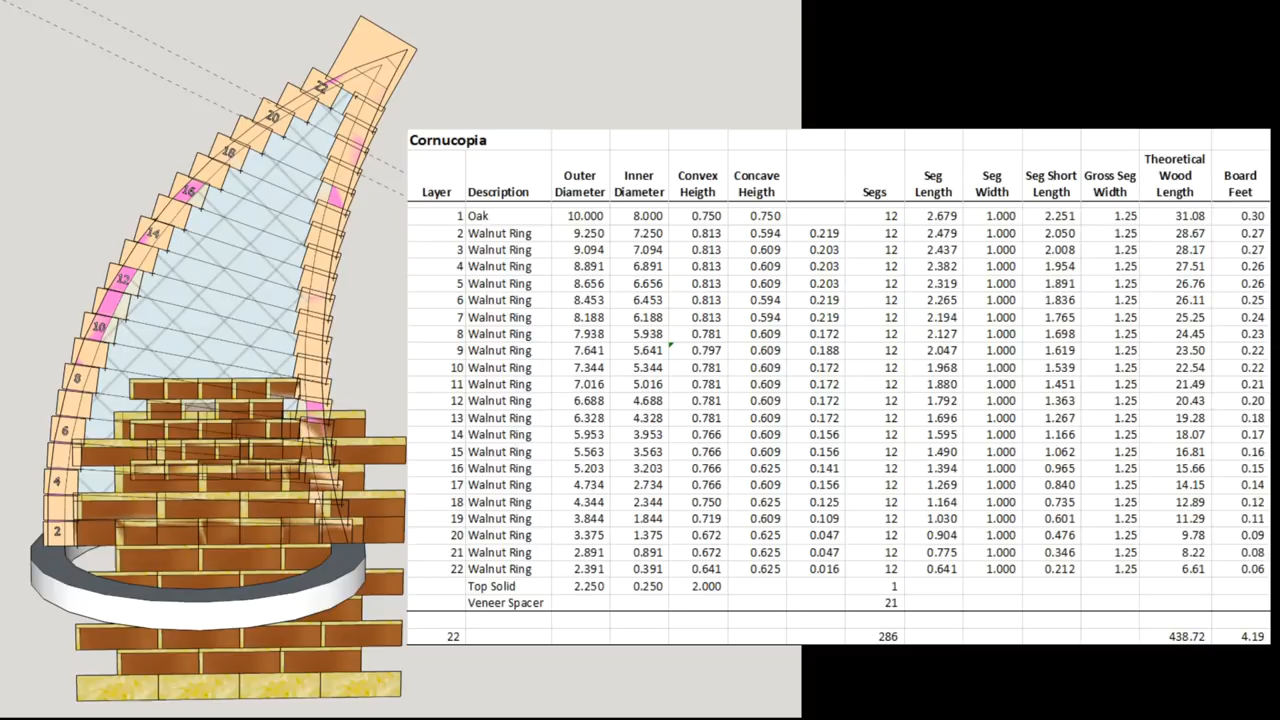 22
20
18
16
14
12
10
8
6
4
2
Cornucopia
Layer Description Outer Diameter Inner Diameter Convex Heigth Concave Heigth Segs Seg Length Seg Width Seg Short Length Gross Seg Width Theoretical Wood Length Board Feet
1 Oak 10.000 8.000 0.750 0.750 12 2.679 1.000 2.251 1.25 31.08 0.30
2 Walnut Ring 9.250 7.250 0.813 0.594 0.219 12 2.479 1.000 2.050 1.25 28.67 0.27
3 Walnut Ring 9.094 7.094 0.813 0.609 0.203 12 2.437 1.000 2.008 1.25 28.17 0.27
4 Walnut Ring 8.891 6.891 0.813 0.609 0.203 12 2.382 1.000 1.954 1.25 27.51 0.26
5 Walnut Ring 8.656 6.656 0.813 0.609 0.203 12 2.319 1.000 1.891 1.25 26.76 0.26
6 Walnut Ring 8.453 6.453 0.813 0.594 0.219 12 2.265 1.000 1.836 1.25 26.11 0.25
7 Walnut Ring 8.188 6.188 0.813 0.594 0.219 12 2.194 1.000 1.765 1.25 25.25 0.24
8 Walnut Ring 7.938 5.938 0.781 0.609 0.172 12 2.127 1.000 1.698 1.25 24.45 0.23
9 Walnut Ring 7.641 5.641 0.797 0.609 0.188 12 2.047 1.000 1.619 1.25 23.50 0.22
10 Walnut Ring 7.344 5.344 0.781 0.609 0.172 12 1.968 1.000 1.539 1.25 22.54 0.22
11 Walnut Ring 7.016 5.016 0.781 0.609 0.172 12 1.880 1.000 1.451 1.25 21.49 0.21
12 Walnut Ring 6.688 4.688 0.781 0.609 0.172 12 1.792 1.000 1.363 1.25 20.43 0.20
13 Walnut Ring 6.328 4.328 0.781 0.609 0.172 12 1.696 1.000 1.267 1.25 19.28 0.18
14 Walnut Ring 5.953 3.953 0.766 0.609 0.156 12 1.595 1.000 1.166 1.25 18.07 0.17
15 Walnut Ring 5.563 3.563 0.766 0.609 0.156 12 1.490 1.000 1.062 1.25 16.81 0.16
16 Walnut Ring 5.203 3.203 0.766 0.625 0.141 12 1.394 1.000 0.965 1.25 15.66 0.15
17 Walnut Ring 4.734 2.734 0.766 0.609 0.156 12 1.269 1.000 0.840 1.25 14.15 0.14
18 Walnut Ring 4.344 2.344 0.750 0.625 0.125 12 1.164 1.000 0.735 1.25 12.89 0.12
19 Walnut Ring 3.844 1.844 0.719 0.609 0.109 12 1.030 1.000 0.601 1.25 11.29 0.11
20 Walnut Ring 3.375 1.375 0.672 0.625 0.047 12 0.904 1.000 0.476 1.25 9.78 0.09
21 Walnut Ring 2.891 0.891 0.672 0.625 0.047 12 0.775 1.000 0.346 1.25 8.22 0.08
22 Walnut Ring 2.391 0.391 0.641 0.625 0.016 12 0.641 1.000 0.212 1.25 6.61 0.06
Top Solid 2.250 0.250 2.000 1
Veneer Spacer 21
22 286 438.72 4.19